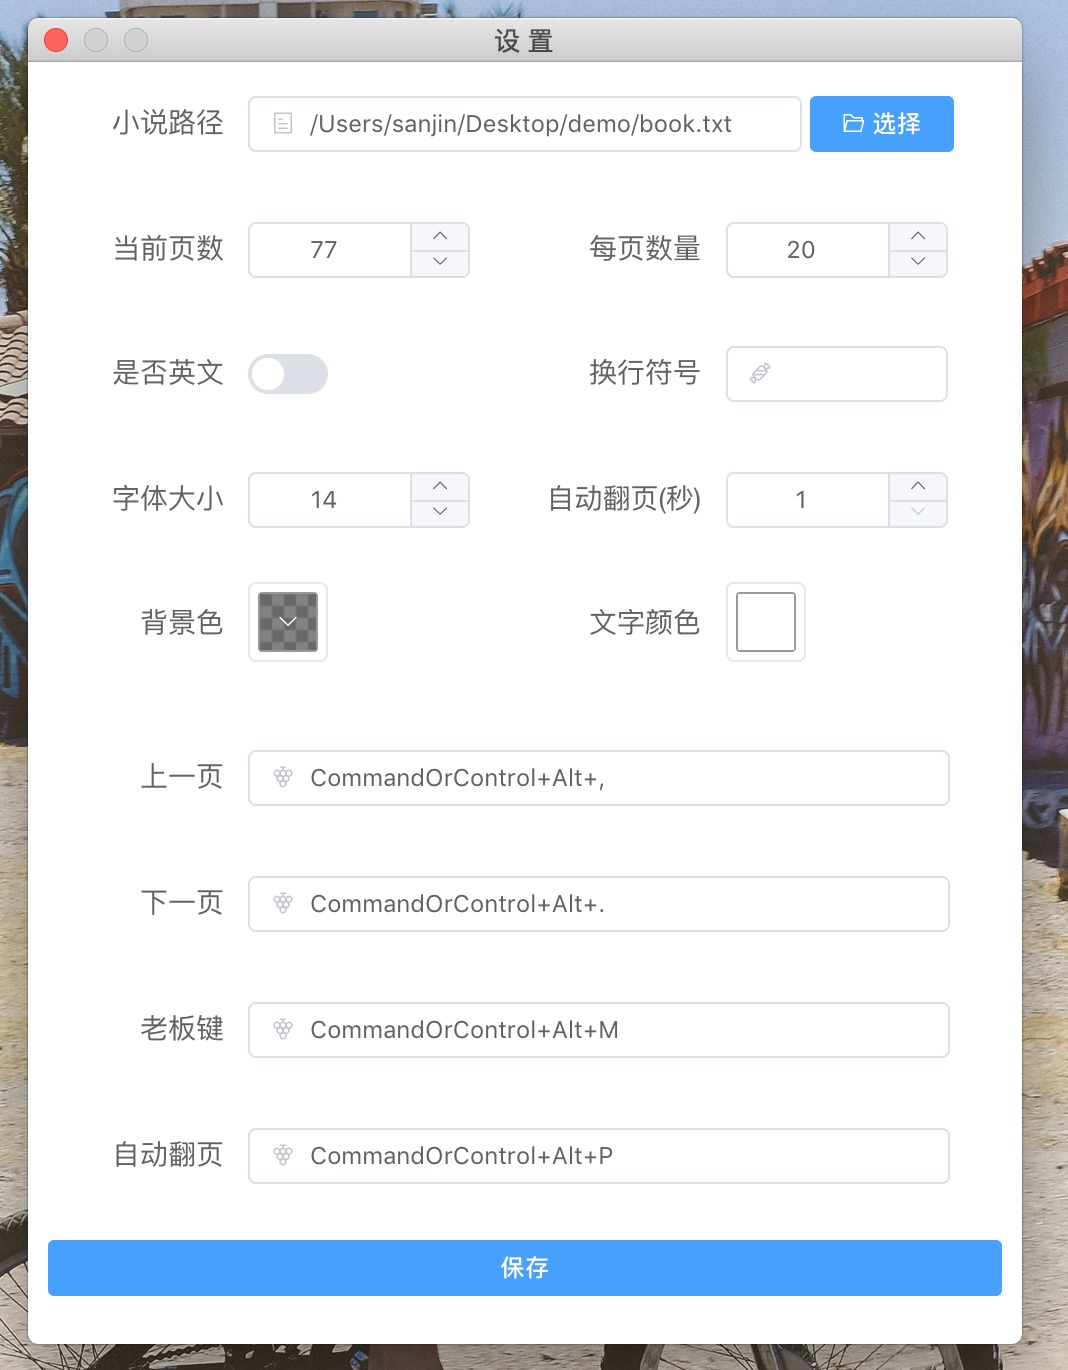 设 置
小说路径 /Users/sanjin/Desktop/demo/book.txt 选择
当前页数 77 每页数量 20
是否英文 换行符号
字体大小 14 自动翻页(秒) 1
背景色 文字颜色
上一页 CommandOrControl+Alt+,
下一页 CommandOrControl+Alt+.
老板键 CommandOrControl+Alt+M
自动翻页 CommandOrControl+Alt+P
保存